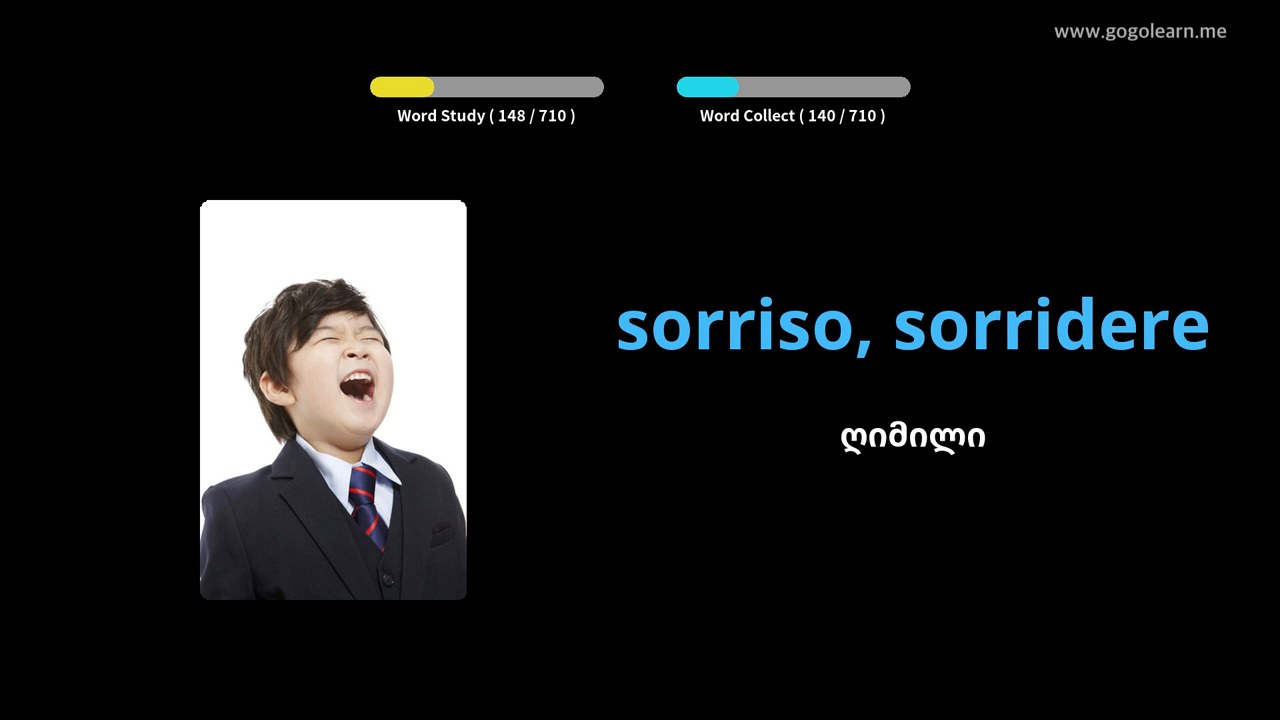 www.gogolearn.me
Word Study ( 148 / 710 )
Word Collect ( 140 / 710 )
sorriso, sorridere
ღიმილი